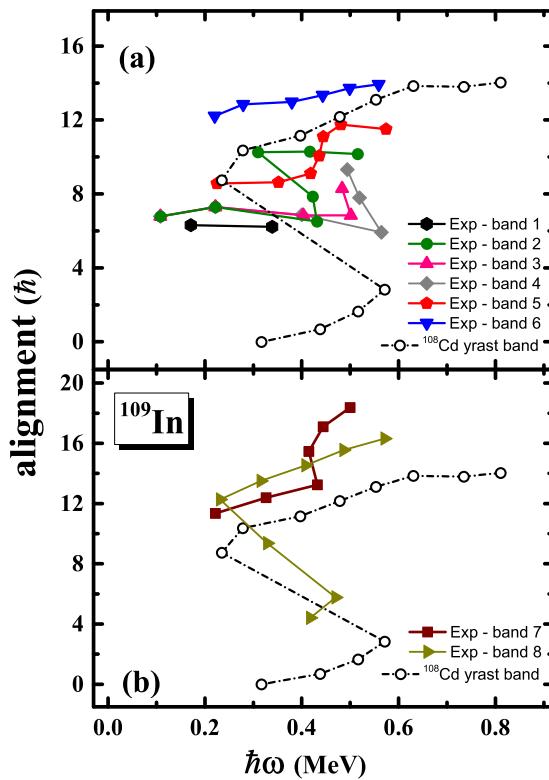 (a)
16
12
8
4
0
Exp - band 1
Exp - band 2
Exp - band 3
Exp - band 4
Exp - band 5
Exp - band 6
¹⁰⁸Cd yrast band
alignment (ℏ)
¹⁰⁹In
20
16
12
8
4
0
Exp - band 7
Exp - band 8
¹⁰⁸Cd yrast band
(b)
0.0 0.2 0.4 0.6 0.8
ℏω (MeV)